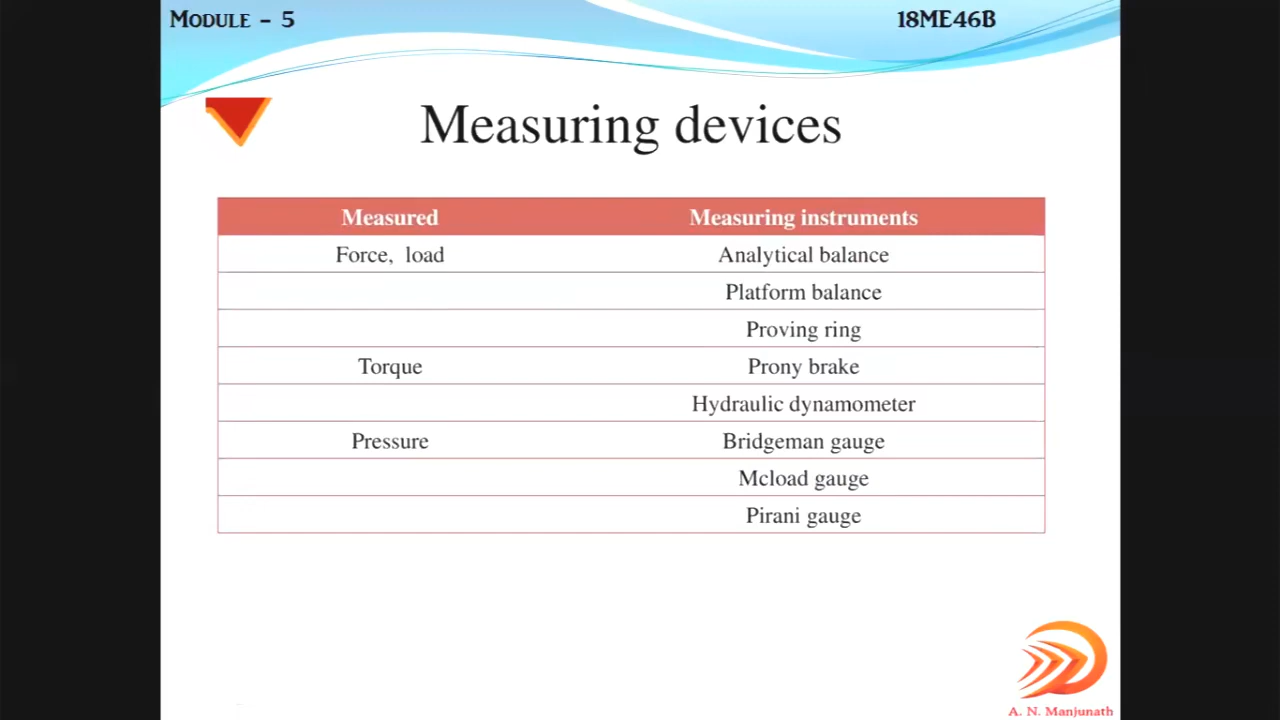 MODULE – 5
18ME46B
Measuring devices
Measured Measuring instruments
Force, load Analytical balance
Platform balance
Proving ring
Torque Prony brake
Hydraulic dynamometer
Pressure Bridgeman gauge
Mcload gauge
Pirani gauge
A. N. Manjunath